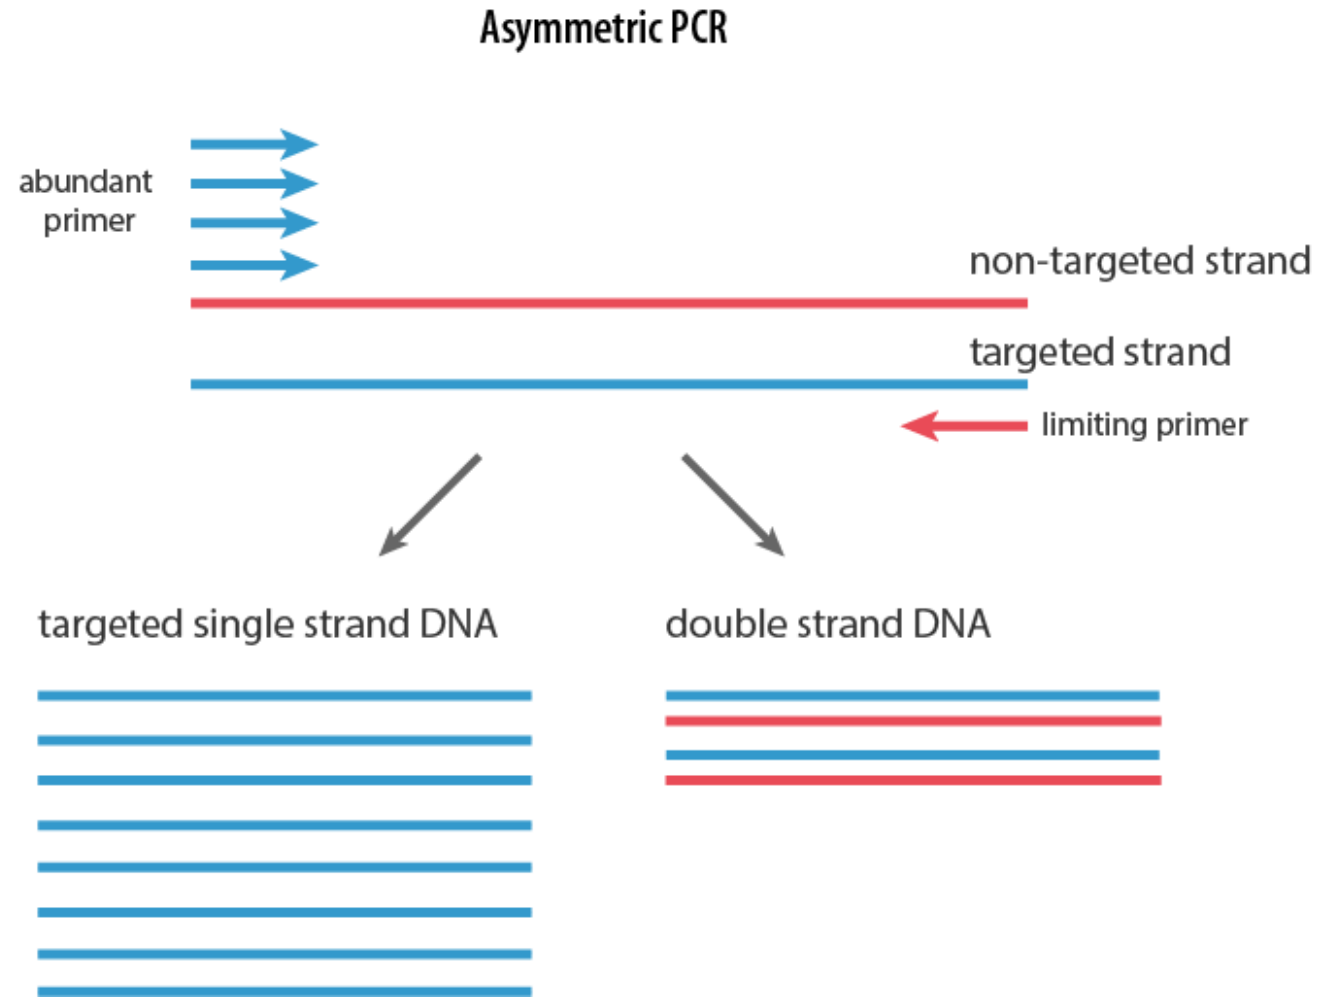 Asymmetric PCR
abundant
primer
non-targeted strand
targeted strand
limiting primer
targeted single strand DNA
double strand DNA